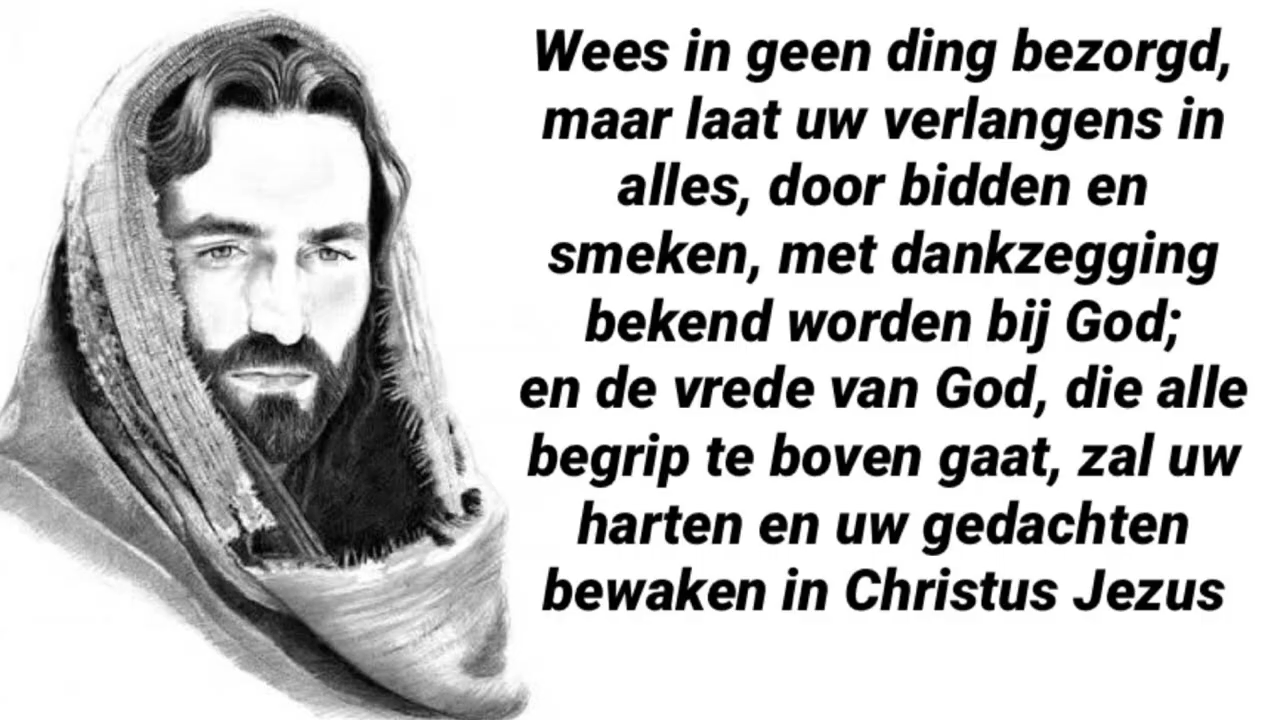 Wees in geen ding bezorgd,
maar laat uw verlangens in
alles, door bidden en
smeken, met dankzegging
bekend worden bij God;
en de vrede van God, die alle
begrip te boven gaat, zal uw
harten en uw gedachten
bewaken in Christus Jezus